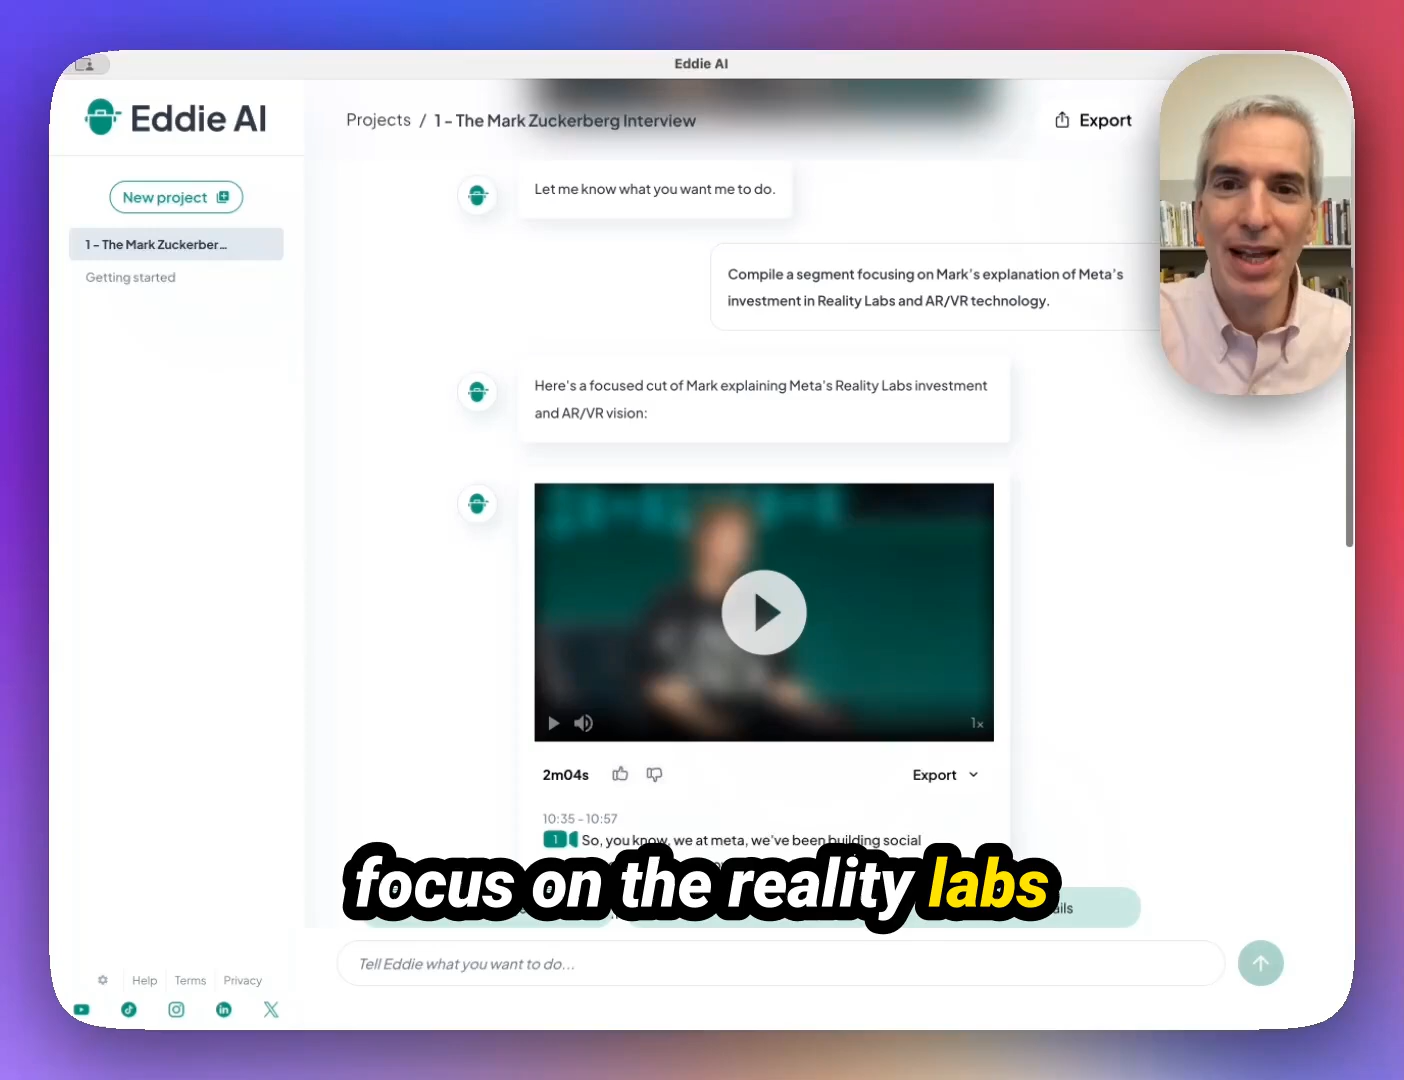 Eddie AI
Eddie AI
Projects / 1 - The Mark Zuckerberg Interview
Export
New project
1 - The Mark Zuckerber...
Getting started
Let me know what you want me to do.
Compile a segment focusing on Mark's explanation of Meta's
investment in Reality Labs and AR/VR technology.
Here's a focused cut of Mark explaining Meta's Reality Labs investment
and AR/VR vision:
1x
2m04s
Export
10:35 - 10:57
1 So, you know, we at meta, we've been building social
focus on the reality labs
Tell Eddie what you want to do...
Help
Terms
Privacy